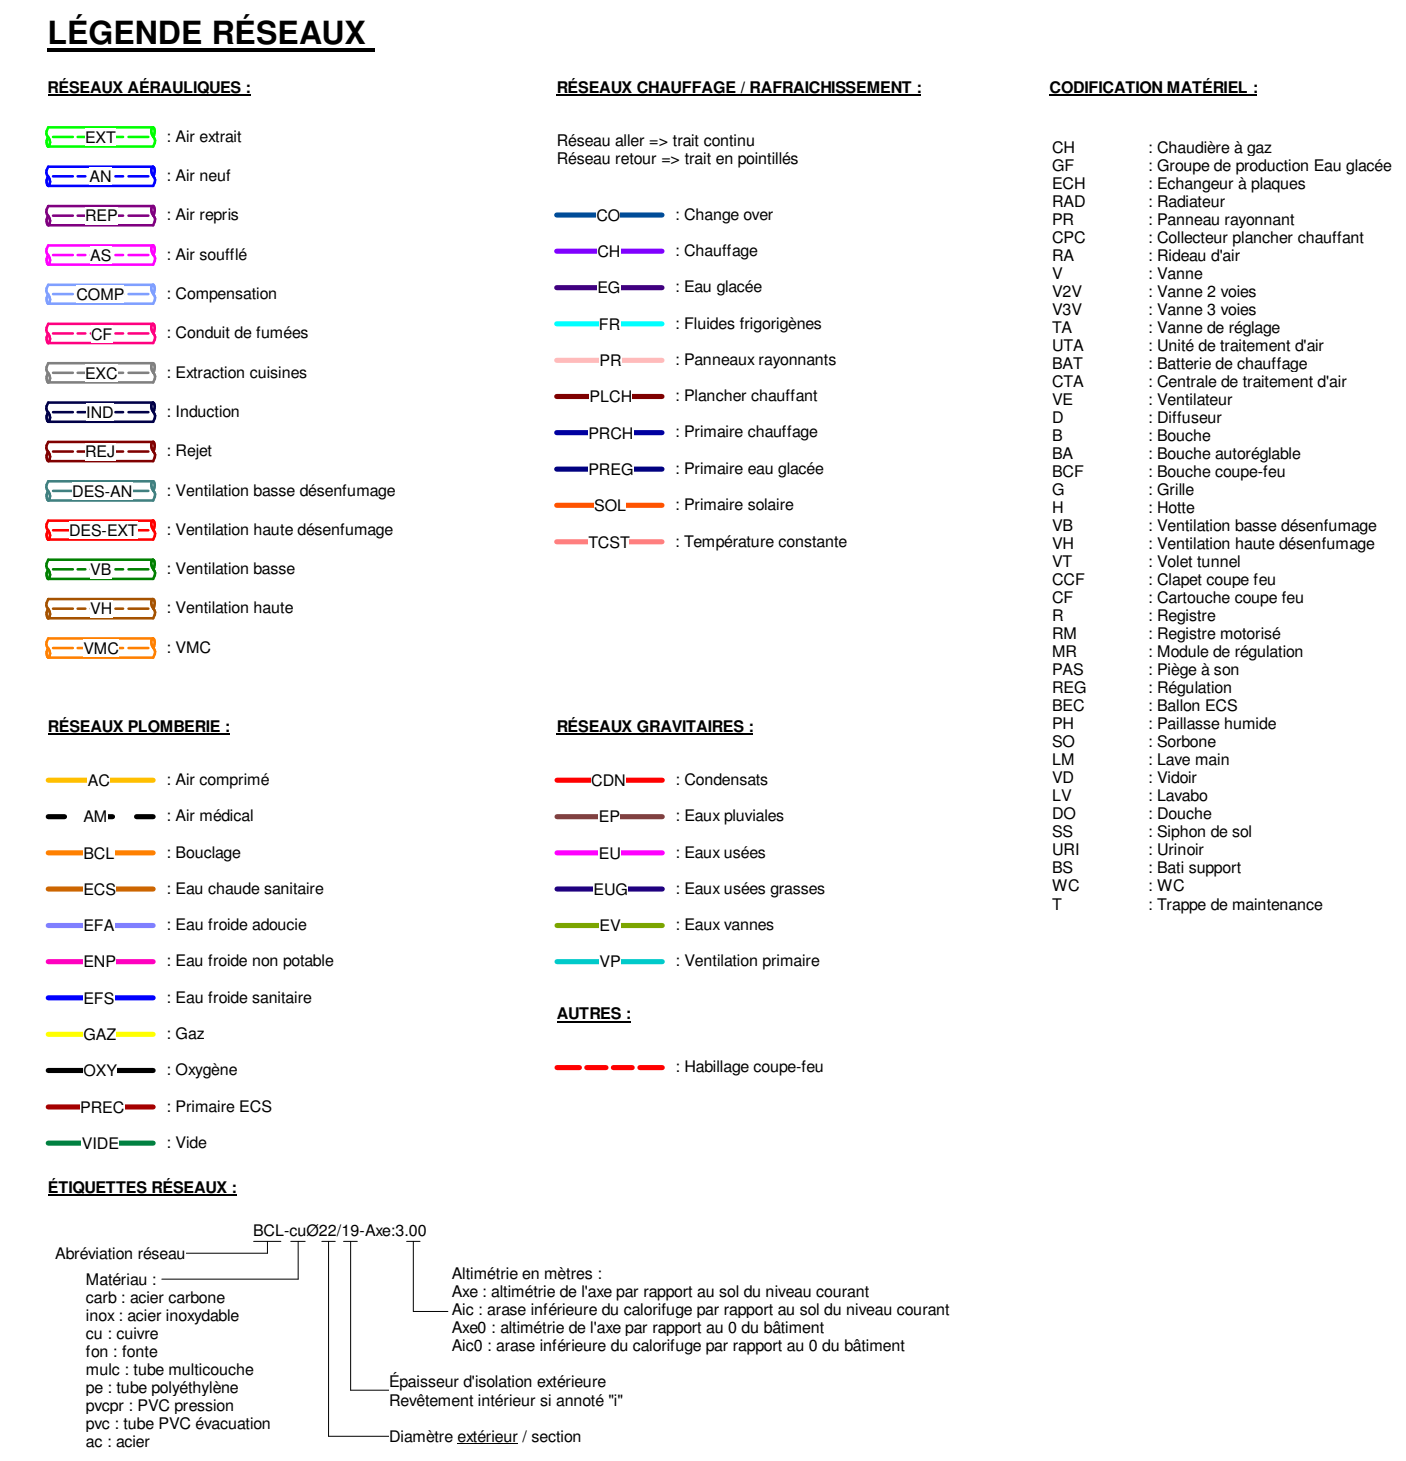 LÉGENDE RÉSEAUX
RÉSEAUX AÉRAULIQUES :
EXT : Air extrait
AN : Air neuf
REP : Air repris
AS : Air soufflé
COMP : Compensation
CF : Conduit de fumées
EXC : Extraction cuisines
IND : Induction
REJ : Rejet
DES-AN : Ventilation basse désenfumage
DES-EXT : Ventilation haute désenfumage
VB : Ventilation basse
VH : Ventilation haute
VMC : VMC
RÉSEAUX CHAUFFAGE / RAFRAICHISSEMENT :
Réseau aller => trait continu
Réseau retour => trait en pointillés
CO : Change over
CH : Chauffage
EG : Eau glacée
FR : Fluides frigorigènes
PR : Panneaux rayonnants
PLCH : Plancher chauffant
PRCH : Primaire chauffage
PREG : Primaire eau glacée
SOL : Primaire solaire
TCST : Température constante
CODIFICATION MATÉRIEL :
CH : Chaudière à gaz
GF : Groupe de production Eau glacée
ECH : Echangeur à plaques
RAD : Radiateur
PR : Panneau rayonnant
CPC : Collecteur plancher chauffant
RA : Rideau d'air
V : Vanne
V2V : Vanne 2 voies
V3V : Vanne 3 voies
TA : Vanne de réglage
UTA : Unité de traitement d'air
BAT : Batterie de chauffage
CTA : Centrale de traitement d'air
VE : Ventilateur
D : Diffuseur
B : Bouche
BA : Bouche autoréglable
BCF : Bouche coupe-feu
G : Grille
H : Hotte
VB : Ventilation basse désenfumage
VH : Ventilation haute désenfumage
VT : Volet tunnel
CCF : Clapet coupe feu
CF : Cartouche coupe feu
R : Registre
RM : Registre motorisé
MR : Module de régulation
PAS : Piège à son
REG : Régulation
BEC : Ballon ECS
PH : Paillasse humide
SO : Sorbone
LM : Lave main
VD : Vidoir
LV : Lavabo
DO : Douche
SS : Siphon de sol
URI : Urinoir
BS : Bati support
WC : WC
T : Trappe de maintenance
RÉSEAUX PLOMBERIE :
AC : Air comprimé
AM : Air médical
BCL : Bouclage
ECS : Eau chaude sanitaire
EFA : Eau froide adoucie
ENP : Eau froide non potable
EFS : Eau froide sanitaire
GAZ : Gaz
OXY : Oxygène
PREC : Primaire ECS
VIDE : Vide
RÉSEAUX GRAVITAIRES :
CDN : Condensats
EP : Eaux pluviales
EU : Eaux usées
EUG : Eaux usées grasses
EV : Eaux vannes
VP : Ventilation primaire
AUTRES :
: Habillage coupe-feu
ÉTIQUETTES RÉSEAUX :
BCL-cuØ22/19-Axe:3.00
Abréviation réseau
Matériau :
carb : acier carbone
inox : acier inoxydable
cu : cuivre
fon : fonte
mulc : tube multicouche
pe : tube polyéthylène
pvcpr : PVC pression
pvc : tube PVC évacuation
ac : acier
Altimétrie en mètres :
Axe : altimétrie de l'axe par rapport au sol du niveau courant
Aic : arase inférieure du calorifuge par rapport au sol du niveau courant
Axe0 : altimétrie de l'axe par rapport au 0 du bâtiment
Aic0 : arase inférieure du calorifuge par rapport au 0 du bâtiment
Épaisseur d'isolation extérieure
Revêtement intérieur si annoté "i"
Diamètre extérieur / section